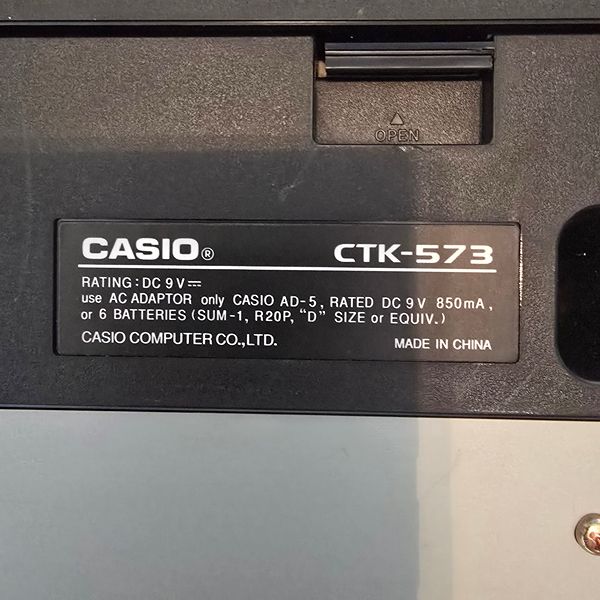 OPEN
CASIO® CTK-573
RATING : DC 9 V ⎓
use AC ADAPTOR only CASIO AD-5, RATED DC 9 V 850mA,
or 6 BATTERIES (SUM-1, R20P, “D” SIZE or EQUIV.)
CASIO COMPUTER CO.,LTD. MADE IN CHINA